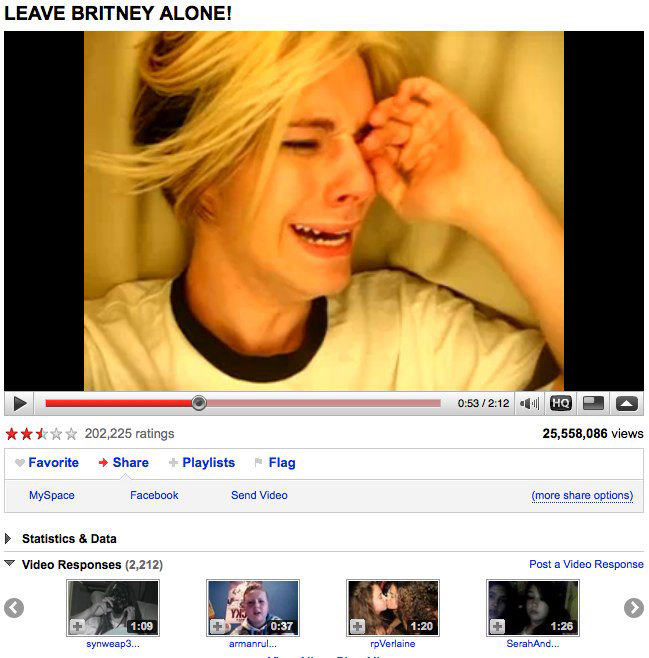 LEAVE BRITNEY ALONE!
0:53 / 2:12 HQ
202,225 ratings 25,558,086 views
Favorite Share Playlists Flag
MySpace Facebook Send Video (more share options)
Statistics & Data
Video Responses (2,212) Post a Video Response
1:09 0:37 1:20 1:26
synweap3... armanrul... rpVerlaine SerahAnd...